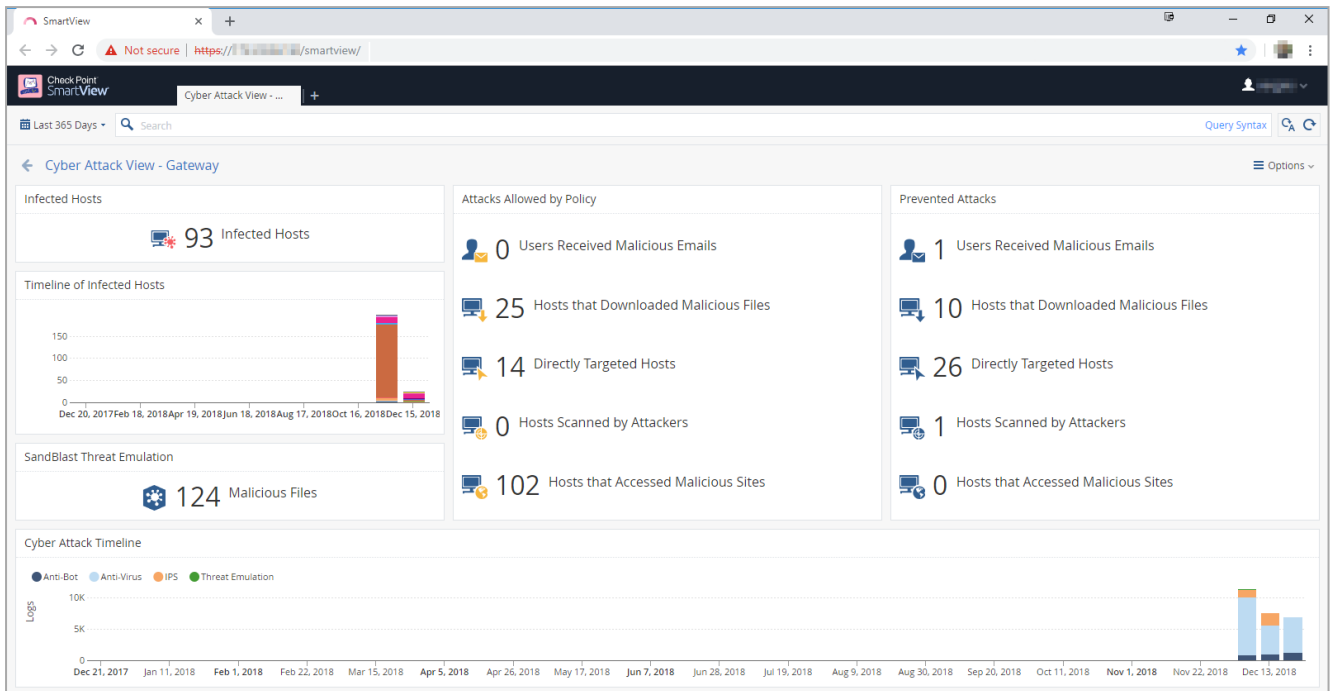 SmartView
Not secure | https:// /smartview/
Check Point
SmartView
Cyber Attack View - ...
Last 365 Days
Search
Query Syntax
Cyber Attack View - Gateway
Options
Infected Hosts
93 Infected Hosts
Timeline of Infected Hosts
150
100
50
0
Dec 20, 2017 Feb 18, 2018 Apr 19, 2018 Jun 18, 2018 Aug 17, 2018 Oct 16, 2018 Dec 15, 2018
SandBlast Threat Emulation
124 Malicious Files
Attacks Allowed by Policy
0 Users Received Malicious Emails
25 Hosts that Downloaded Malicious Files
14 Directly Targeted Hosts
0 Hosts Scanned by Attackers
102 Hosts that Accessed Malicious Sites
Prevented Attacks
1 Users Received Malicious Emails
10 Hosts that Downloaded Malicious Files
26 Directly Targeted Hosts
1 Hosts Scanned by Attackers
0 Hosts that Accessed Malicious Sites
Cyber Attack Timeline
Anti-Bot Anti-Virus IPS Threat Emulation
Logs
10K
5K
0
Dec 21, 2017 Jan 11, 2018 Feb 1, 2018 Feb 22, 2018 Mar 15, 2018 Apr 5, 2018 Apr 26, 2018 May 17, 2018 Jun 7, 2018 Jun 28, 2018 Jul 19, 2018 Aug 9, 2018 Aug 30, 2018 Sep 20, 2018 Oct 11, 2018 Nov 1, 2018 Nov 22, 2018 Dec 13, 2018